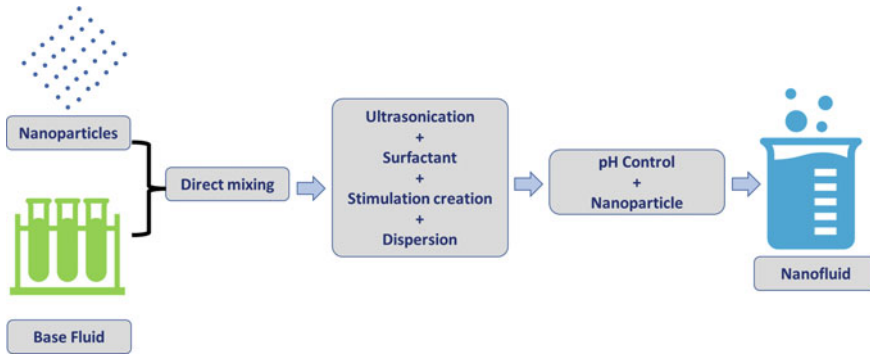 Nanoparticles
Base Fluid
Direct mixing
Ultrasonication
+
Surfactant
+
Stimulation creation
+
Dispersion
pH Control
+
Nanoparticle
Nanofluid